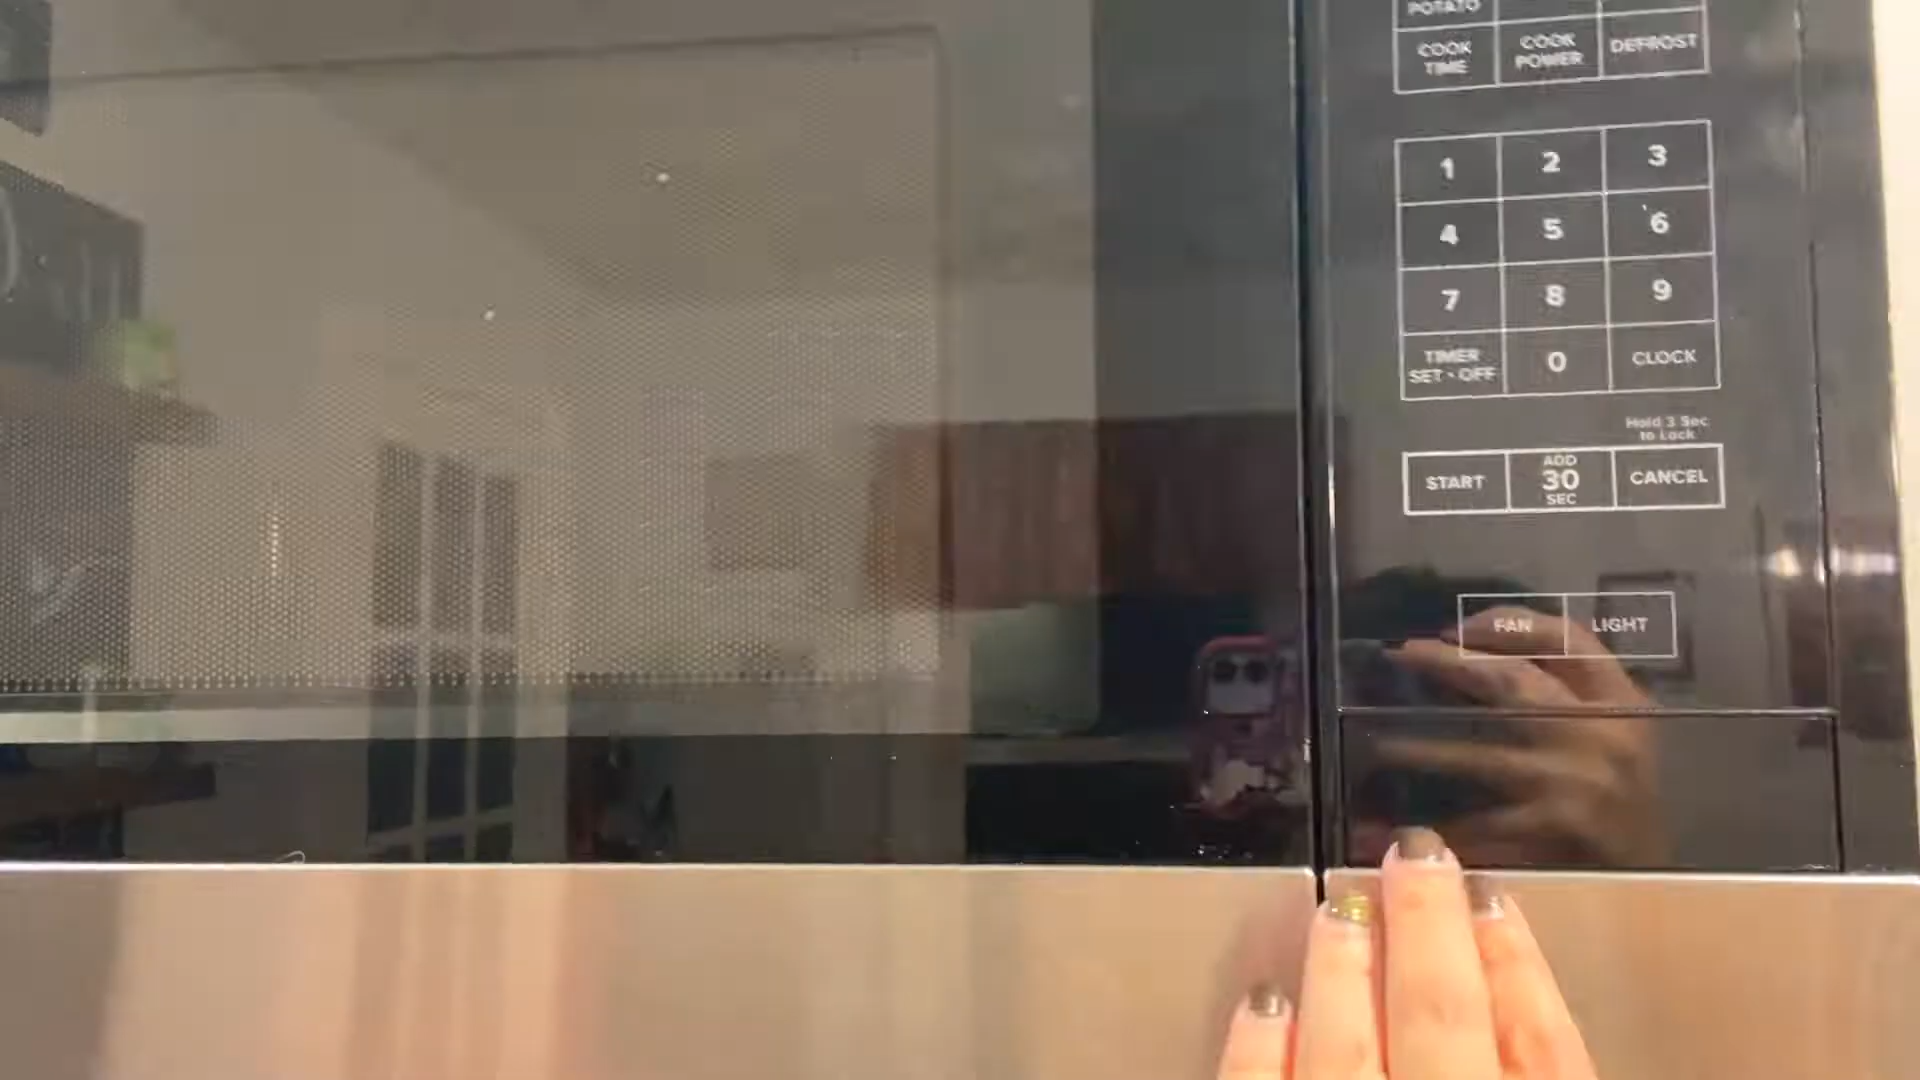 POTATO
COOK TIME
COOK POWER
DEFROST
1 2 3
4 5 6
7 8 9
TIMER SET • OFF
0
CLOCK
Hold 3 Sec
to Lock
START
ADD
30
SEC
CANCEL
FAN LIGHT